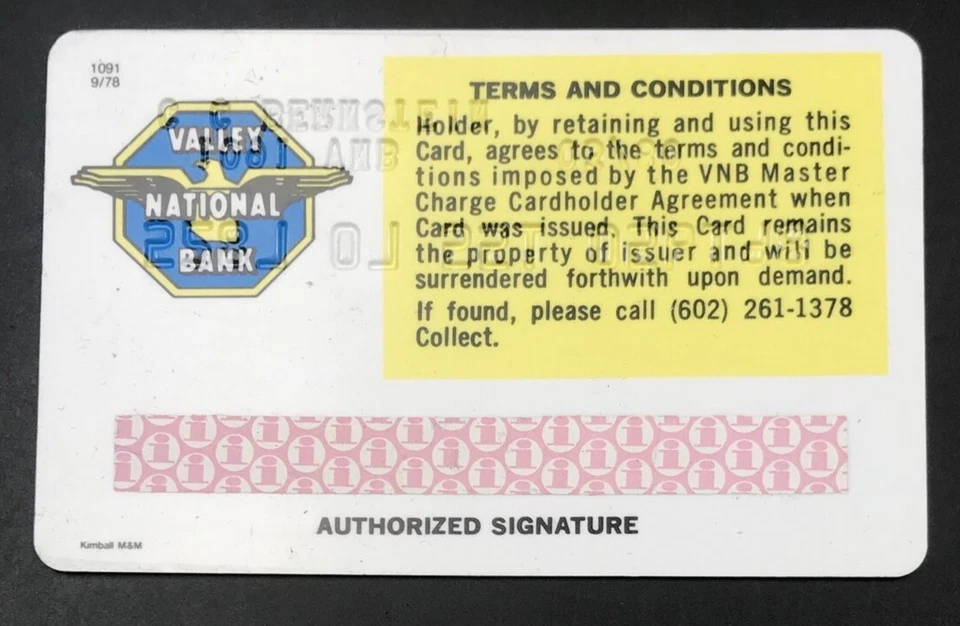 1091
9/78
VALLEY
NATIONAL
BANK
TERMS AND CONDITIONS
Holder, by retaining and using this
Card, agrees to the terms and condi-
tions imposed by the VNB Master
Charge Cardholder Agreement when
Card was issued. This Card remains
the property of issuer and will be
surrendered forthwith upon demand.
If found, please call (602) 261-1378
Collect.
AUTHORIZED SIGNATURE
Kimball M&M